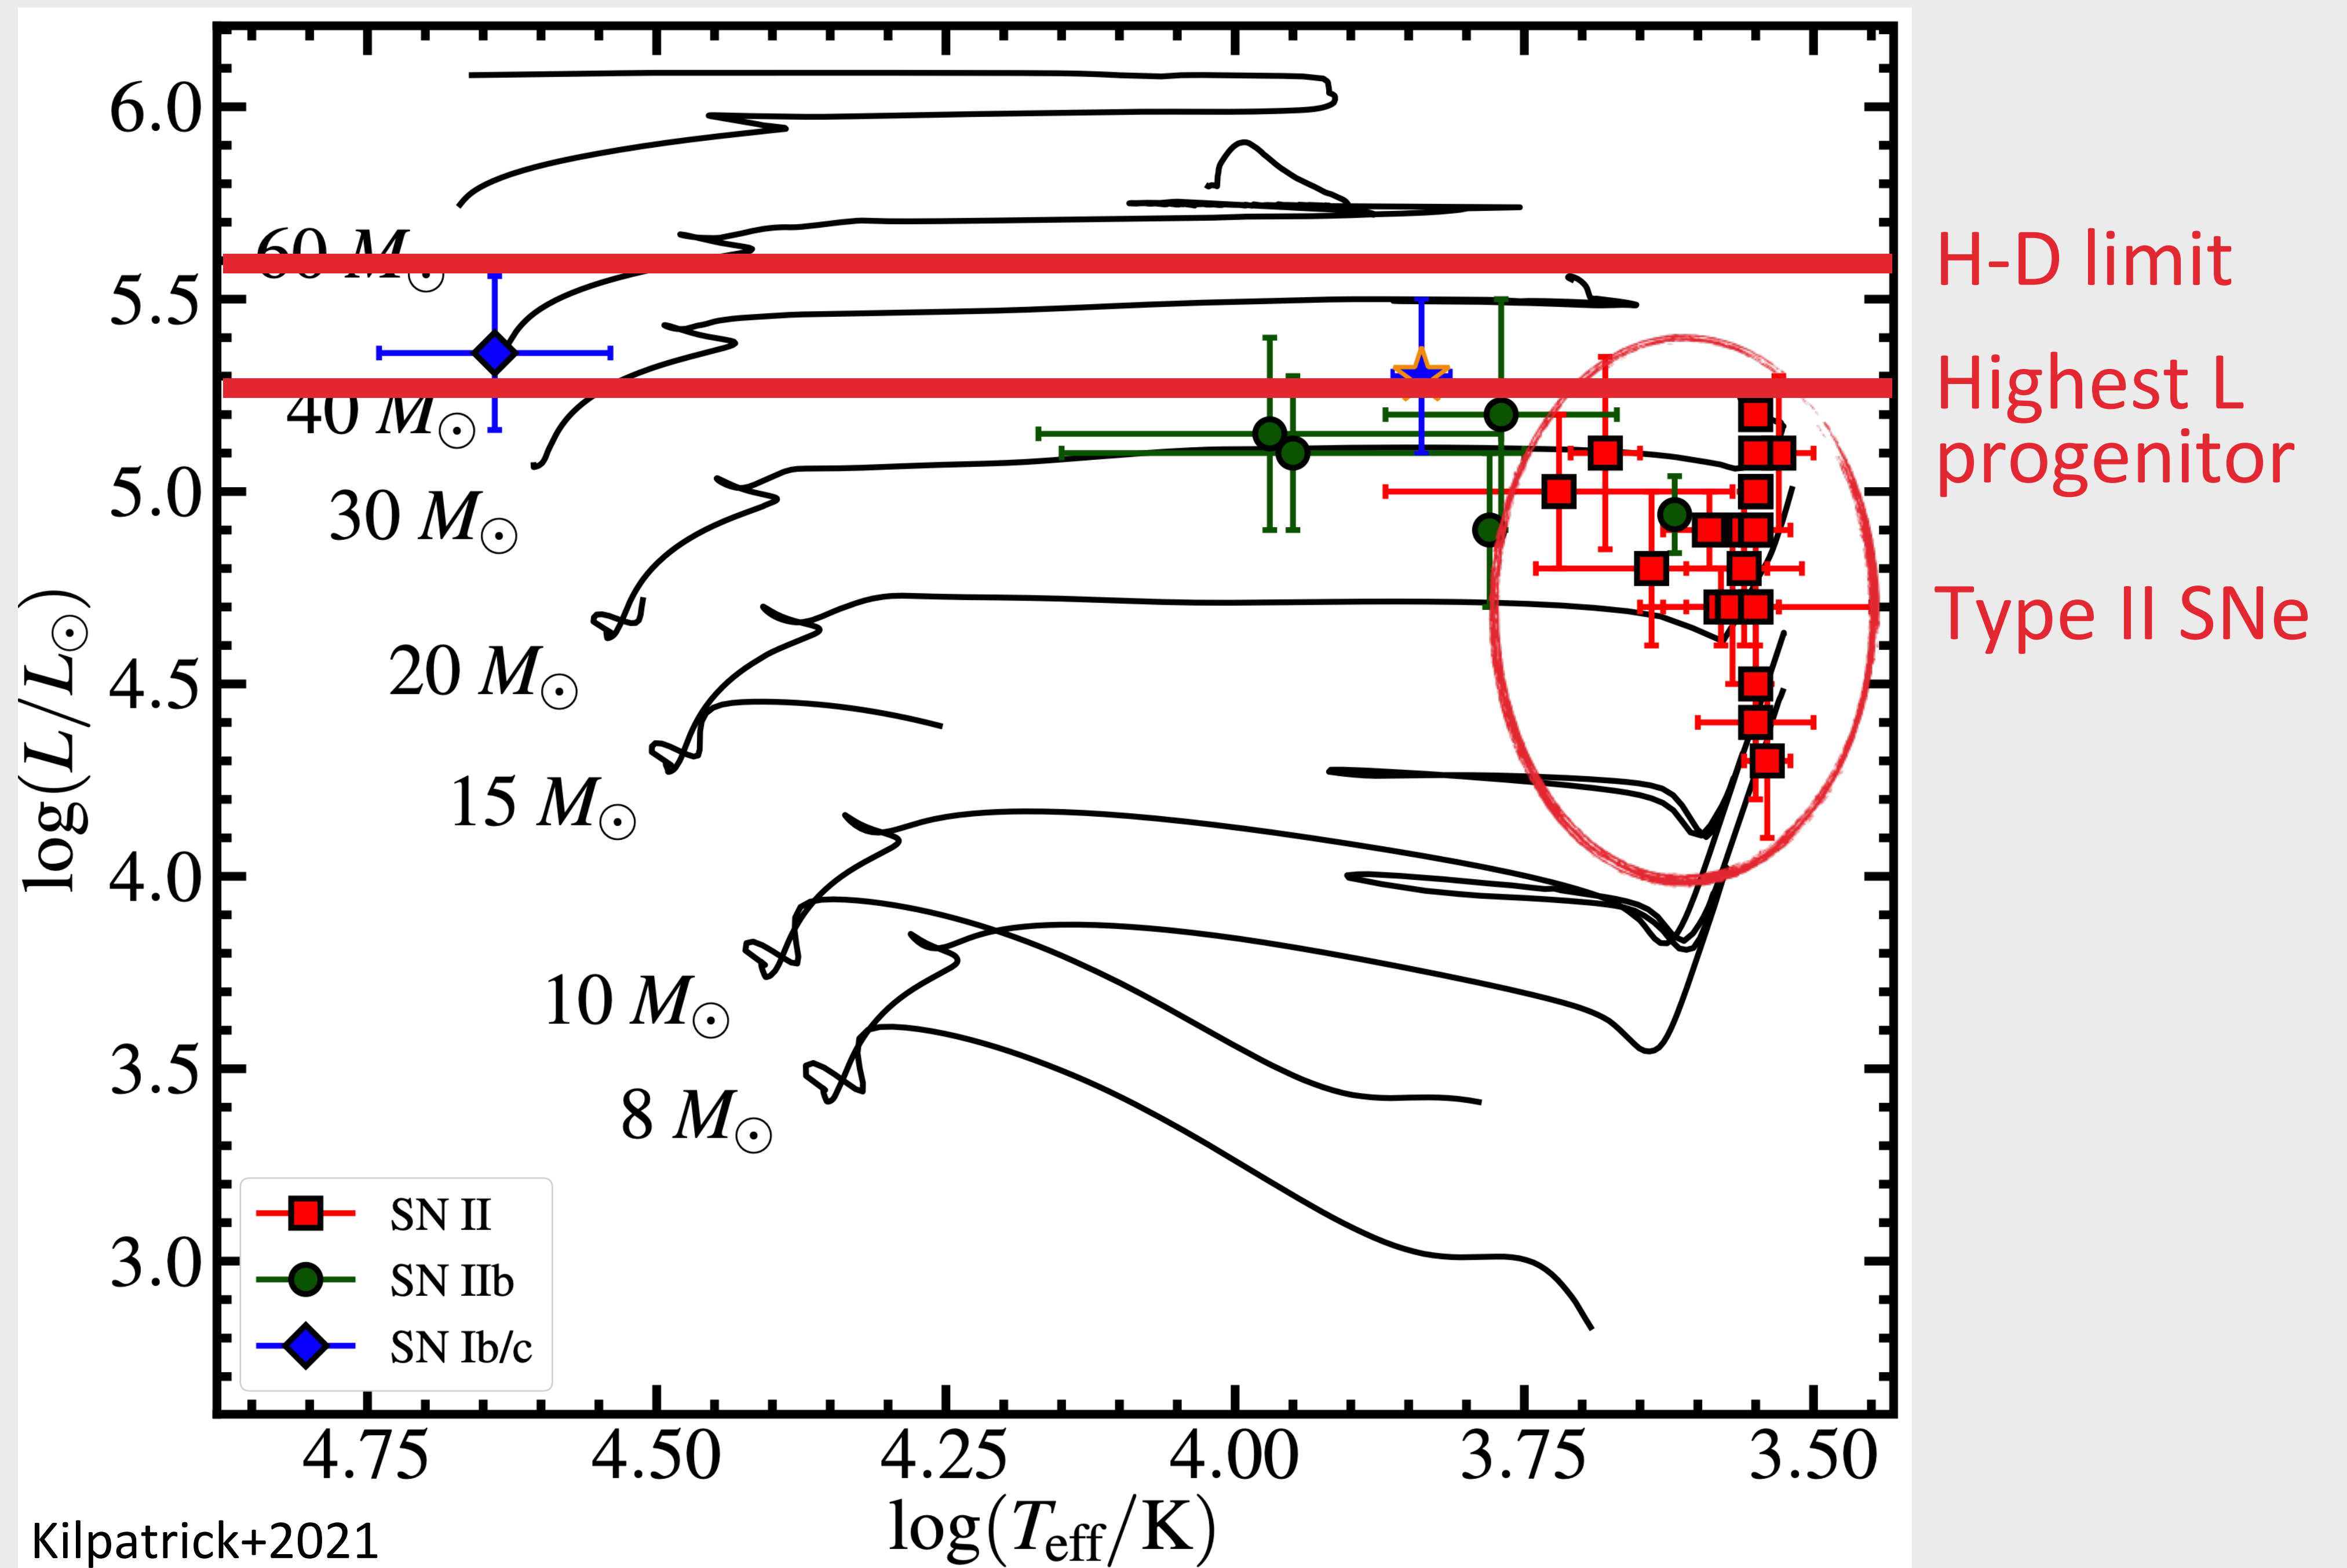 6.0
5.5
5.0
4.5
4.0
3.5
3.0
log(L/L☉)
60 M☉
40 M☉
30 M☉
20 M☉
15 M☉
10 M☉
8 M☉
H-D limit
Highest L
progenitor
Type II SNe
SN II
SN IIb
SN Ib/c
4.75 4.50 4.25 4.00 3.75 3.50
log(Teff/K)
Kilpatrick+2021